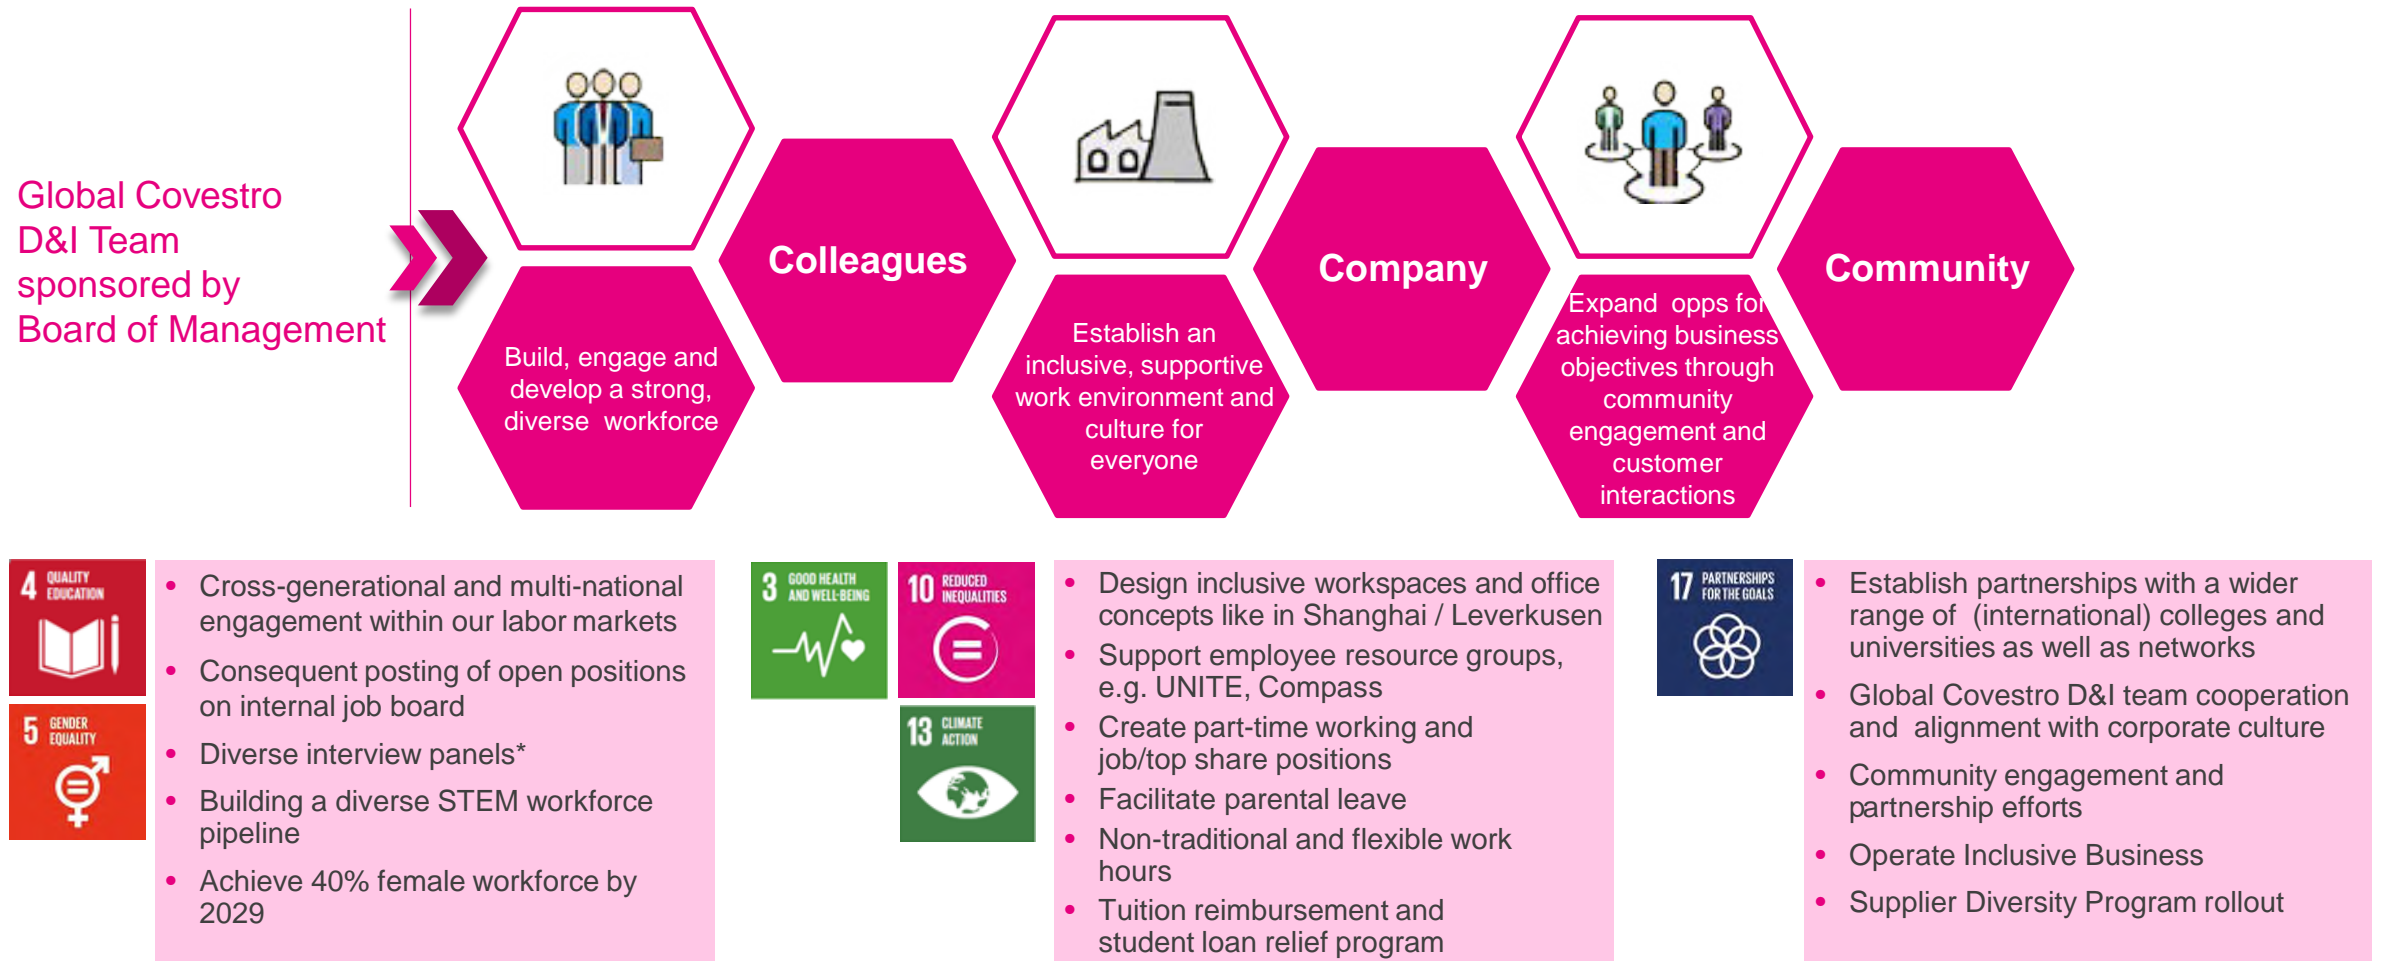 Global Covestro
D&I Team
sponsored by
Board of Management
Build, engage and
develop a strong,
diverse workforce
Colleagues
Establish an
inclusive, supportive
work environment and
culture for
everyone
Company
Expand opps for
achieving business
objectives through
community
engagement and
customer
interactions
Community
4 QUALITY
EDUCATION
5 GENDER
EQUALITY
• Cross-generational and multi-national
engagement within our labor markets
• Consequent posting of open positions
on internal job board
• Diverse interview panels*
• Building a diverse STEM workforce
pipeline
• Achieve 40% female workforce by
2029
3 GOOD HEALTH
AND WELL-BEING
10 REDUCED
INEQUALITIES
13 CLIMATE
ACTION
• Design inclusive workspaces and office
concepts like in Shanghai / Leverkusen
• Support employee resource groups,
e.g. UNITE, Compass
• Create part-time working and
job/top share positions
• Facilitate parental leave
• Non-traditional and flexible work
hours
• Tuition reimbursement and
student loan relief program
17 PARTNERSHIPS
FOR THE GOALS
• Establish partnerships with a wider
range of (international) colleges and
universities as well as networks
• Global Covestro D&I team cooperation
and alignment with corporate culture
• Community engagement and
partnership efforts
• Operate Inclusive Business
• Supplier Diversity Program rollout